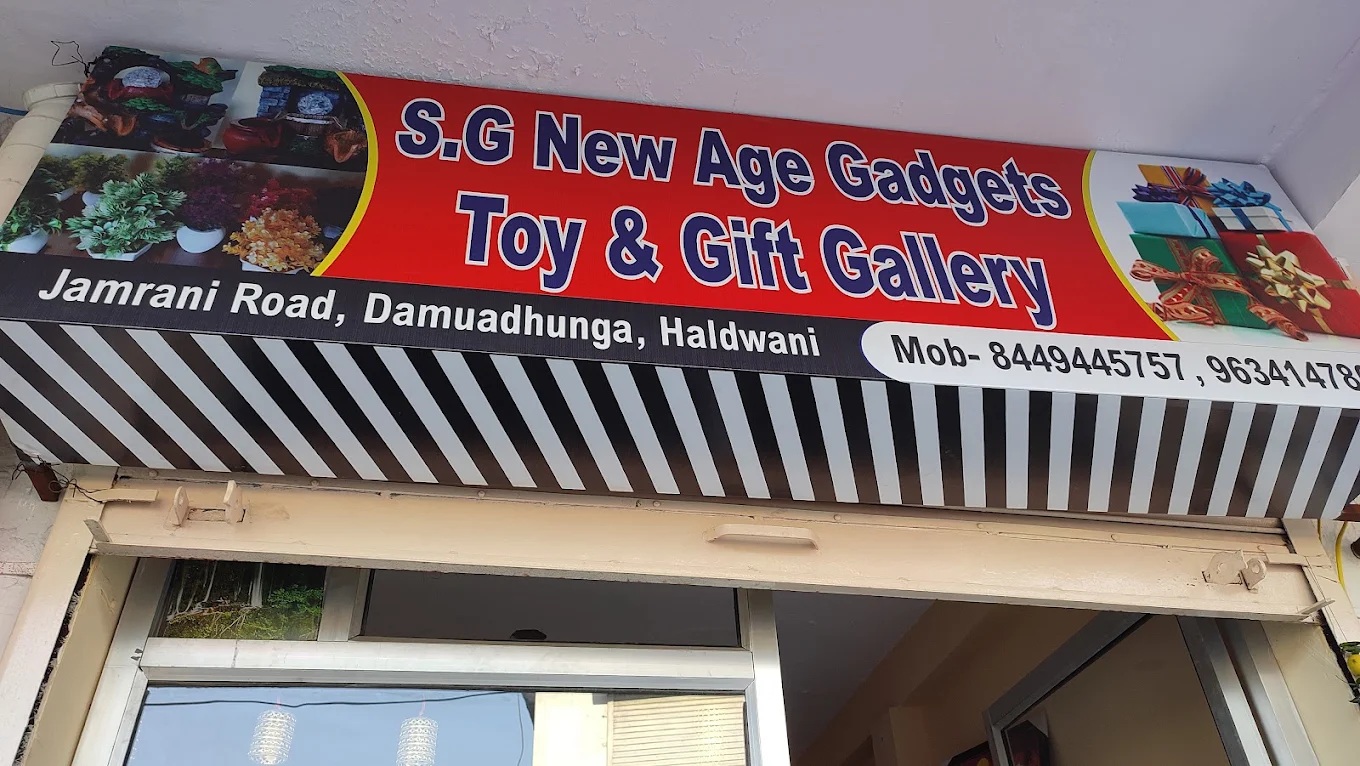 S.G New Age Gadgets
Toy & Gift Gallery
Jamrani Road, Damuadhunga, Haldwani
Mob- 8449445757,